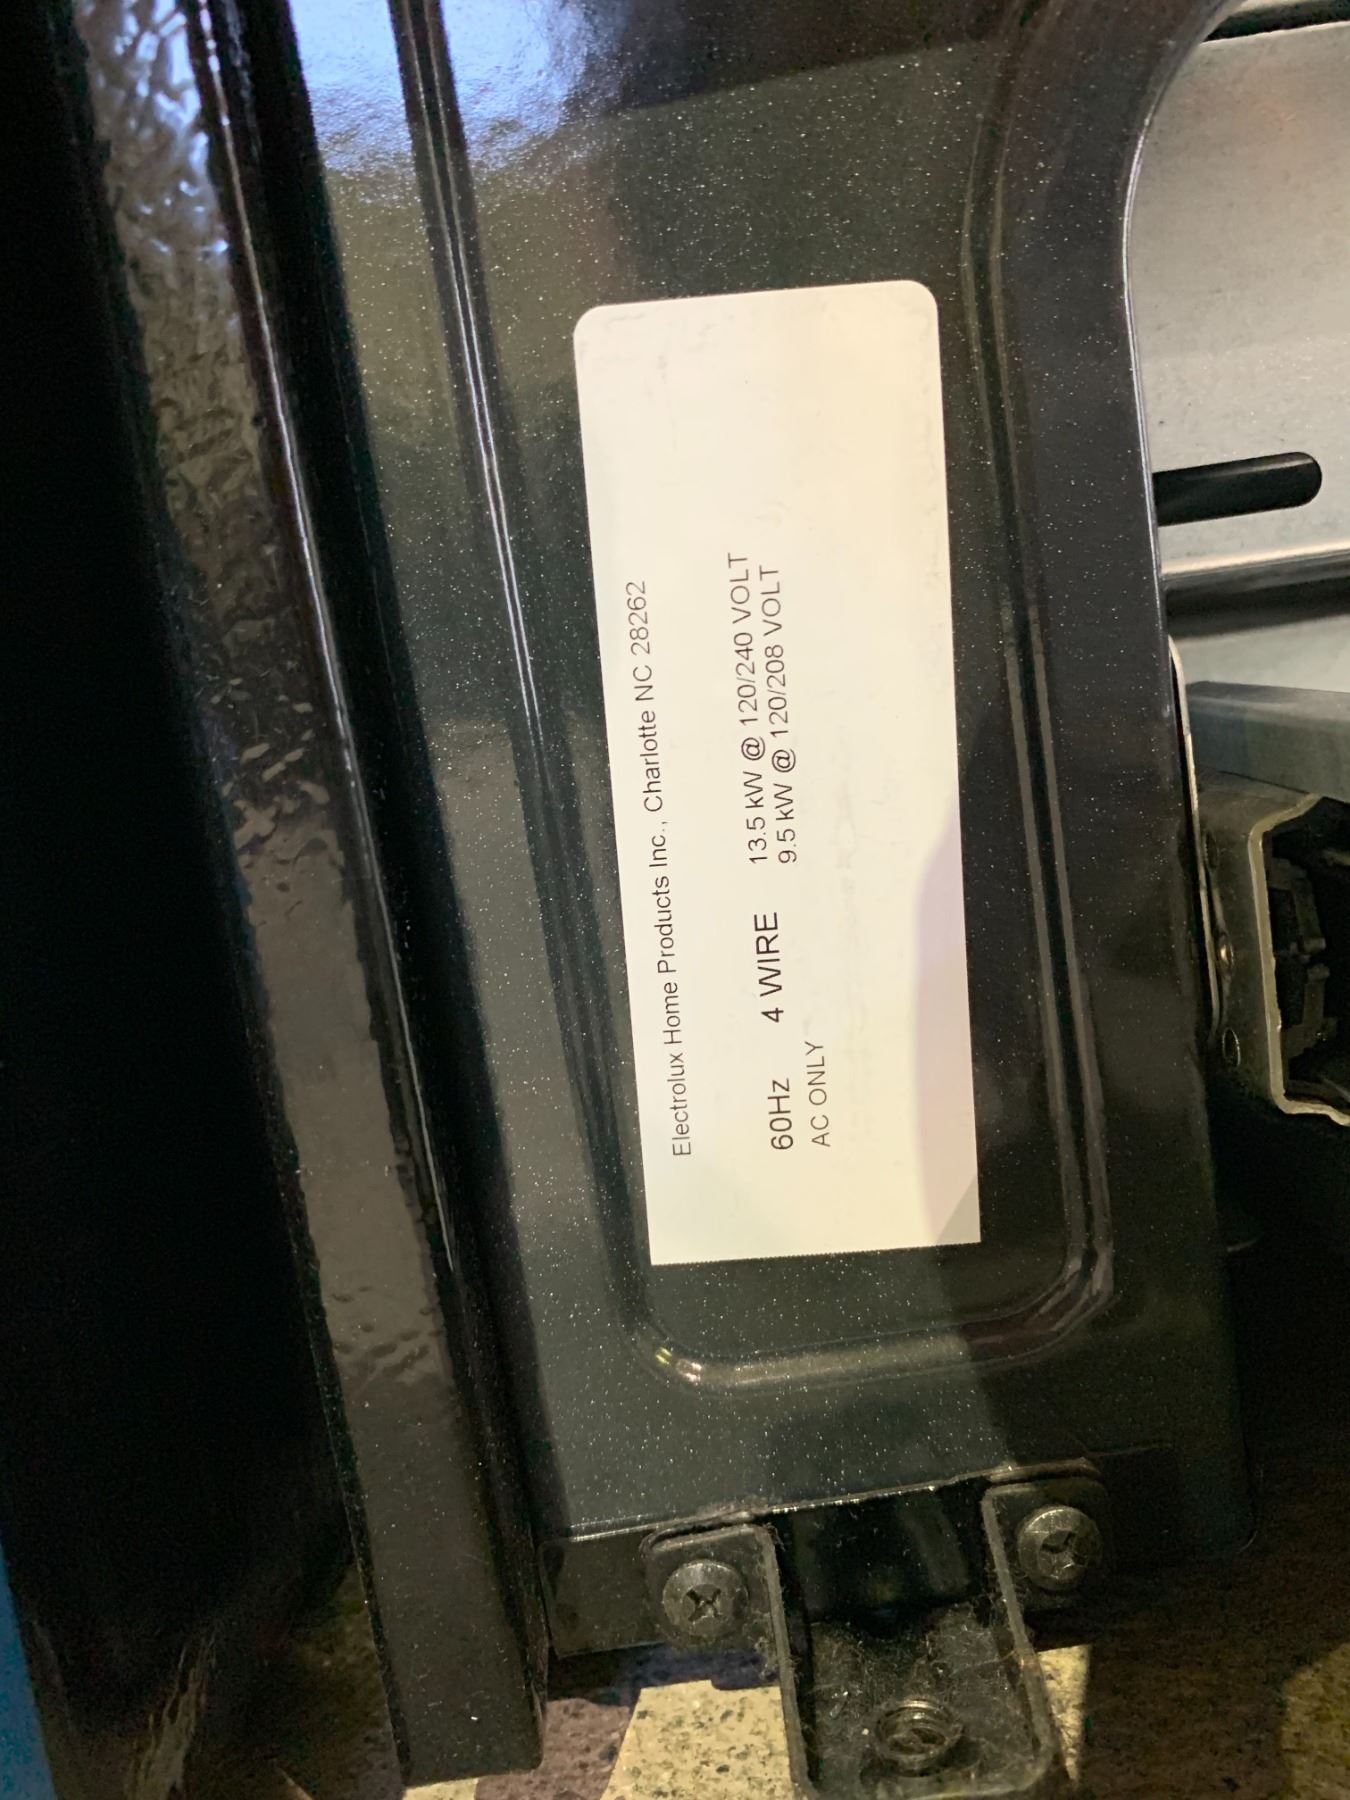 Electrolux Home Products Inc., Charlotte NC 28262
60Hz 4 WIRE 13.5 kW @ 120/240 VOLT
9.5 kW @ 120/208 VOLT
AC ONLY